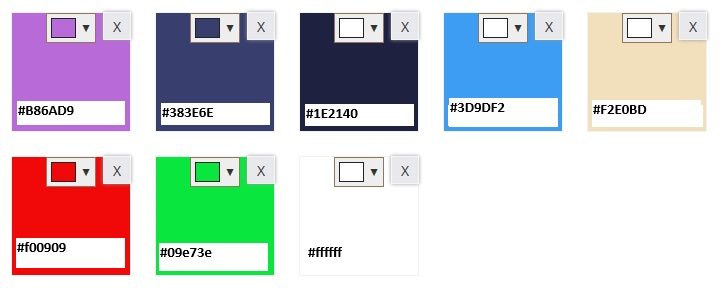 X X X X X
#B86AD9 #383E6E #1E2140 #3D9DF2 #F2E0BD
X X X
#f00909 #09e73e #ffffff